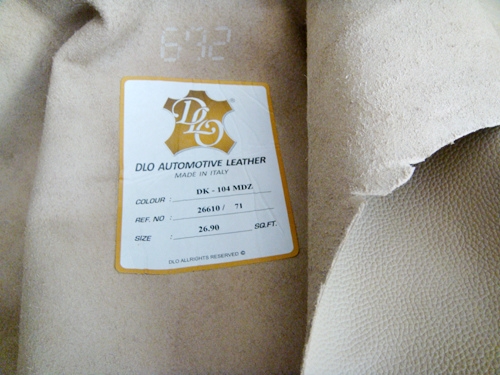 672
DLO
®
DLO AUTOMOTIVE LEATHER
MADE IN ITALY
COLOUR : DK - 104 MDZ
REF. NO : 26610 / 71
SIZE : 26.90 SQ.FT.
DLO ALLRIGHTS RESERVED ©